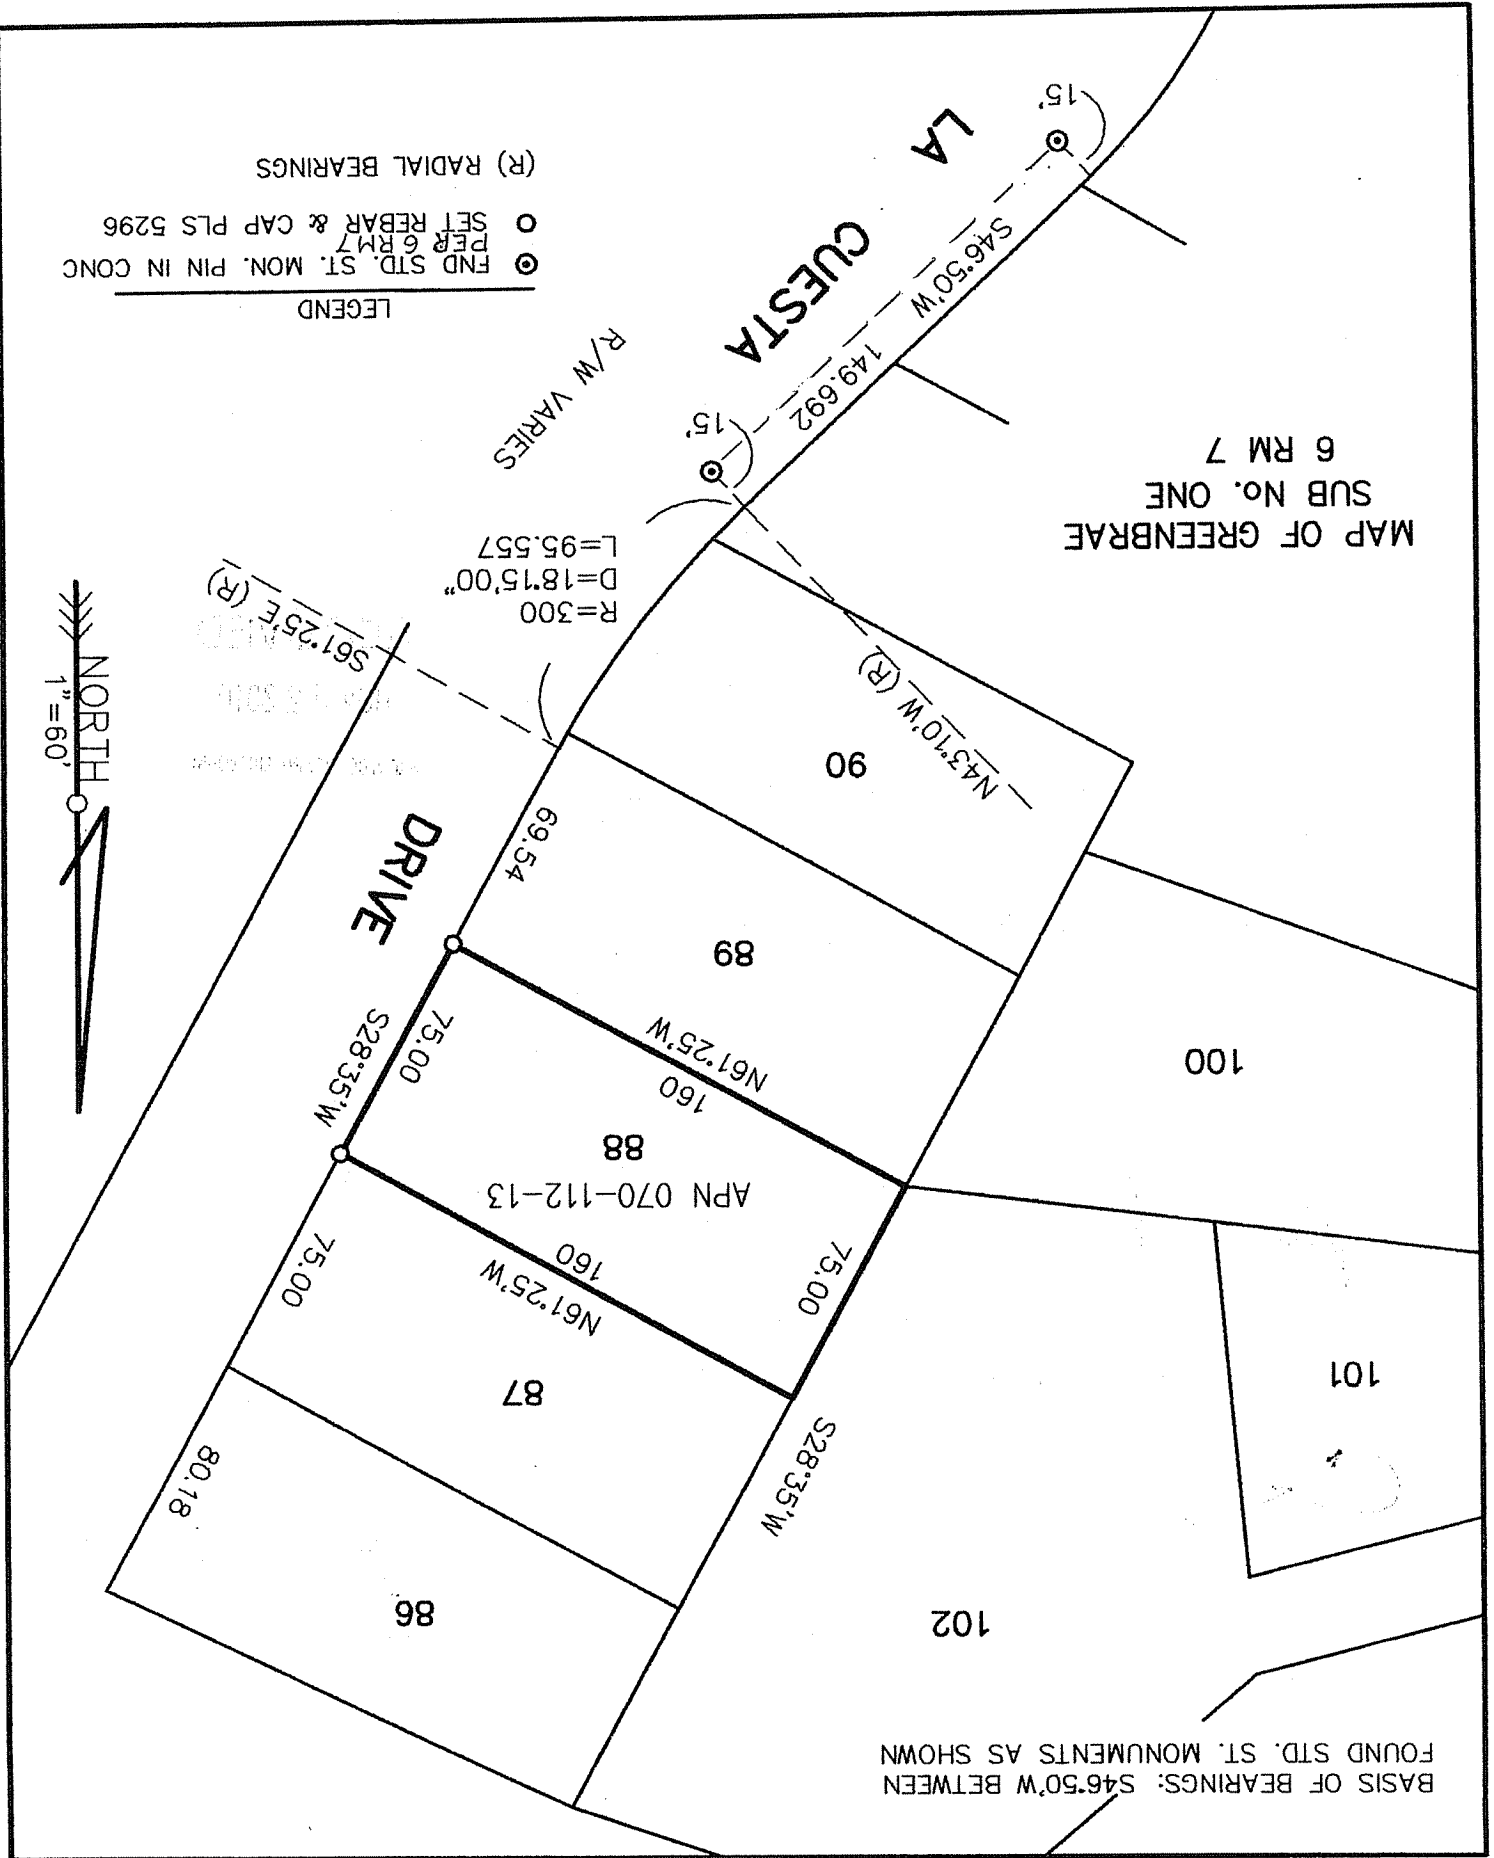 BASIS OF BEARINGS: S46°50'W BETWEEN
FOUND STD. ST. MONUMENTS AS SHOWN
86
102
80.18
S28°35'W
101
87
75.00
N61°25'W
160
75.00
APN 070-112-13
88
S28°35'W
75.00
160
N61°25'W
100
89
DRIVE
69.54
90
NORTH
1"=60'
N43°10'W (R)
S61°25'E (R)
R=300
D=18°15'00"
L=95.557
MAP OF GREENBRAE
SUB No. ONE
6 RM 7
15'
R/W VARIES
149.692
S46°50'W
CUESTA
LA
15'
LEGEND
FND STD. ST. MON. PIN IN CONC
PER 6 RM7
SET REBAR & CAP PLS 5296
(R) RADIAL BEARINGS